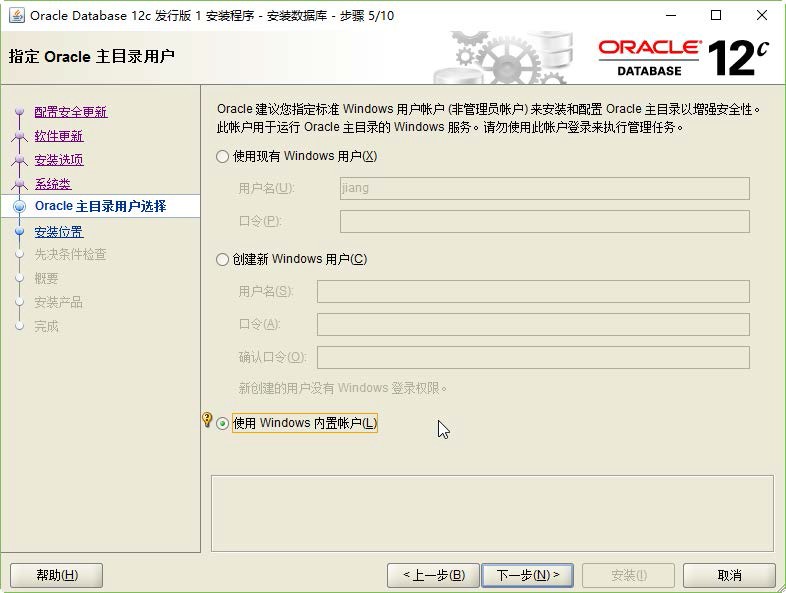 Oracle Database 12c 发行版 1 安装程序 - 安装数据库 - 步骤 5/10
指定 Oracle 主目录用户
ORACLE
DATABASE
12c
配置安全更新
软件更新
安装选项
系统类
Oracle 主目录用户选择
安装位置
先决条件检查
概要
安装产品
完成
Oracle 建议您指定标准 Windows 用户帐户 (非管理员帐户) 来安装和配置 Oracle 主目录以增强安全性。
此帐户用于运行 Oracle 主目录的 Windows 服务。请勿使用此帐户登录来执行管理任务。
使用现有 Windows 用户(X)
用户名(U): jiang
口令(P):
创建新 Windows 用户(C)
用户名(S):
口令(A):
确认口令(O):
新创建的用户没有 Windows 登录权限。
使用 Windows 内置帐户(L)
帮助(H)
< 上一步(B)
下一步(N) >
安装(I)
取消